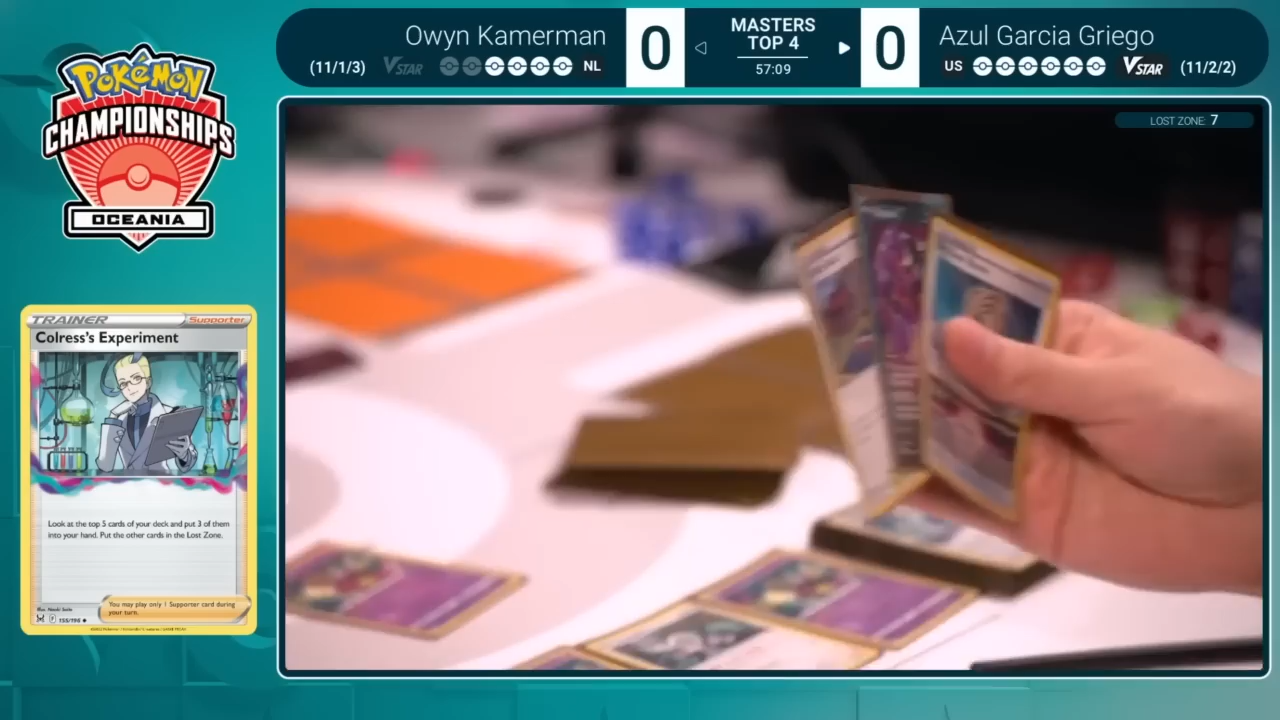 Pokémon
CHAMPIONSHIPS
OCEANIA
Owyn Kamerman
0
MASTERS
TOP 4
57:09
0
Azul Garcia Griego
(11/1/3)
VSTAR
NL
US
VSTAR
(11/2/2)
LOST ZONE: 7
TRAINER
Supporter
Colress's Experiment
Look at the top 5 cards of your deck and put 3 of them
into your hand. Put the other cards in the Lost Zone.
You may play only 1 Supporter card during
your turn.
155/196